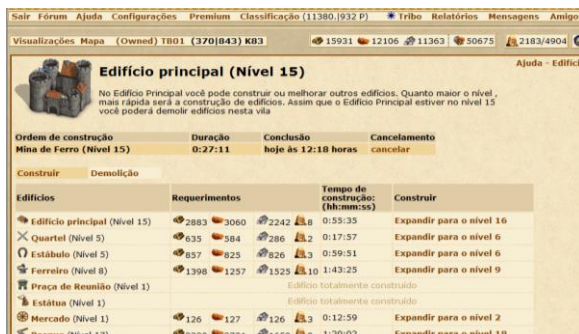 Sair Fórum Ajuda Configurações Premium Classificação (11380.|932 P) Tribo Relatórios Mensagens Amigo
Visualizações Mapa (Owned) TB01 (370|843) K83 15931 12106 11363 50675 2183/4904
Ajuda - Edifíci
Edifício principal (Nível 15)
No Edifício Principal você pode construir ou melhorar outros edifícios. Quanto maior o nível ,
mais rápida será a construção de edifícios. Assim que o Edifício Principal estiver no nível 15
você poderá demolir edifícios nesta vila
Ordem de construção Duração Conclusão Cancelamento
Mina de Ferro (Nível 15) 0:27:11 hoje às 12:18 horas cancelar
Construir Demolição
Edifícios Requerimentos Tempo de construção: (hh:mm:ss) Construir
Edifício principal (Nível 15) 2883 3060 2242 8 0:55:35 Expandir para o nível 16
Quartel (Nível 5) 635 584 286 2 0:17:57 Expandir para o nível 6
Estábulo (Nível 5) 857 825 826 3 0:59:51 Expandir para o nível 6
Ferreiro (Nível 8) 1398 1257 1525 10 1:43:25 Expandir para o nível 9
Praça de Reunião (Nível 1) Edifício totalmente construído
Estátua (Nível 1) Edifício totalmente construído
Mercado (Nível 1) 126 127 126 3 0:12:59 Expandir para o nível 2